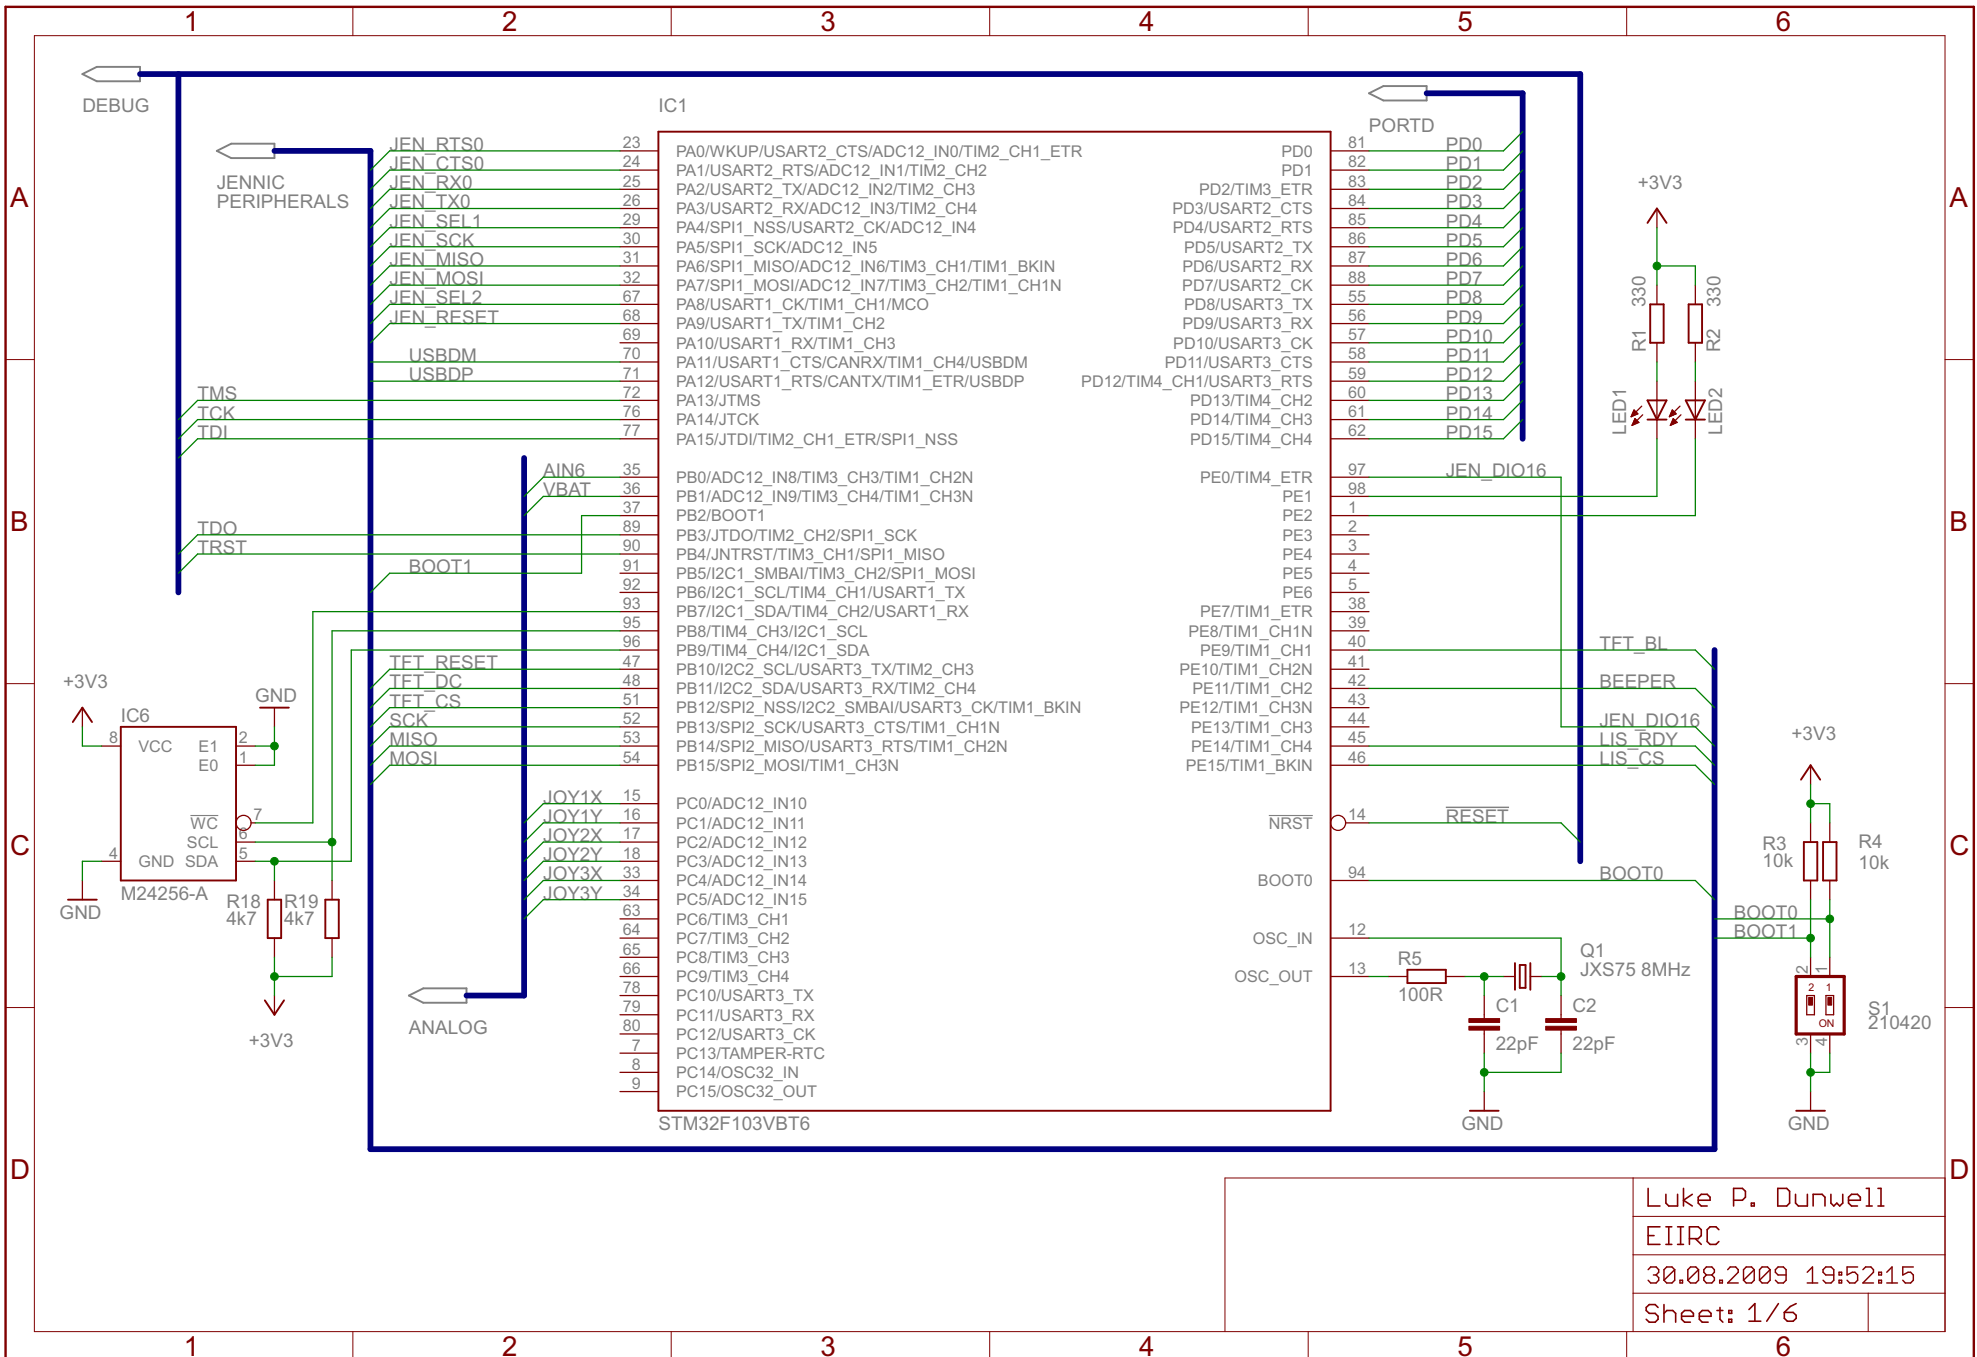 1 2 3 4 5 6
A A
B B
C C
D D
1 2 3 4 5 6
DEBUG
JENNIC
PERIPHERALS
IC1
PORTD
JEN_RTS0 23 PA0/WKUP/USART2_CTS/ADC12_IN0/TIM2_CH1_ETR
JEN_CTS0 24 PA1/USART2_RTS/ADC12_IN1/TIM2_CH2
JEN_RX0 25 PA2/USART2_TX/ADC12_IN2/TIM2_CH3
JEN_TX0 26 PA3/USART2_RX/ADC12_IN3/TIM2_CH4
JEN_SEL1 29 PA4/SPI1_NSS/USART2_CK/ADC12_IN4
JEN_SCK 30 PA5/SPI1_SCK/ADC12_IN5
JEN_MISO 31 PA6/SPI1_MISO/ADC12_IN6/TIM3_CH1/TIM1_BKIN
JEN_MOSI 32 PA7/SPI1_MOSI/ADC12_IN7/TIM3_CH2/TIM1_CH1N
JEN_SEL2 67 PA8/USART1_CK/TIM1_CH1/MCO
JEN_RESET 68 PA9/USART1_TX/TIM1_CH2
69 PA10/USART1_RX/TIM1_CH3
USBDM 70 PA11/USART1_CTS/CANRX/TIM1_CH4/USBDM
USBDP 71 PA12/USART1_RTS/CANTX/TIM1_ETR/USBDP
TMS 72 PA13/JTMS
TCK 76 PA14/JTCK
TDI 77 PA15/JTDI/TIM2_CH1_ETR/SPI1_NSS
AIN6 35 PB0/ADC12_IN8/TIM3_CH3/TIM1_CH2N
VBAT 36 PB1/ADC12_IN9/TIM3_CH4/TIM1_CH3N
37 PB2/BOOT1
TDO 89 PB3/JTDO/TIM2_CH2/SPI1_SCK
TRST 90 PB4/JNTRST/TIM3_CH1/SPI1_MISO
BOOT1 91 PB5/I2C1_SMBAI/TIM3_CH2/SPI1_MOSI
92 PB6/I2C1_SCL/TIM4_CH1/USART1_TX
93 PB7/I2C1_SDA/TIM4_CH2/USART1_RX
95 PB8/TIM4_CH3/I2C1_SCL
96 PB9/TIM4_CH4/I2C1_SDA
TFT_RESET 47 PB10/I2C2_SCL/USART3_TX/TIM2_CH3
TFT_DC 48 PB11/I2C2_SDA/USART3_RX/TIM2_CH4
TFT_CS 51 PB12/SPI2_NSS/I2C2_SMBAI/USART3_CK/TIM1_BKIN
SCK 52 PB13/SPI2_SCK/USART3_CTS/TIM1_CH1N
MISO 53 PB14/SPI2_MISO/USART3_RTS/TIM1_CH2N
MOSI 54 PB15/SPI2_MOSI/TIM1_CH3N
JOY1X 15 PC0/ADC12_IN10
JOY1Y 16 PC1/ADC12_IN11
JOY2X 17 PC2/ADC12_IN12
JOY2Y 18 PC3/ADC12_IN13
JOY3X 33 PC4/ADC12_IN14
JOY3Y 34 PC5/ADC12_IN15
63 PC6/TIM3_CH1
64 PC7/TIM3_CH2
65 PC8/TIM3_CH3
66 PC9/TIM3_CH4
78 PC10/USART3_TX
79 PC11/USART3_RX
80 PC12/USART3_CK
7 PC13/TAMPER-RTC
8 PC14/OSC32_IN
9 PC15/OSC32_OUT
STM32F103VBT6
ANALOG
PD0 81 PD0
PD1 82 PD1
PD2/TIM3_ETR 83 PD2
PD3/USART2_CTS 84 PD3
PD4/USART2_RTS 85 PD4
PD5/USART2_TX 86 PD5
PD6/USART2_RX 87 PD6
PD7/USART2_CK 88 PD7
PD8/USART3_TX 55 PD8
PD9/USART3_RX 56 PD9
PD10/USART3_CK 57 PD10
PD11/USART3_CTS 58 PD11
PD12/TIM4_CH1/USART3_RTS 59 PD12
PD13/TIM4_CH2 60 PD13
PD14/TIM4_CH3 61 PD14
PD15/TIM4_CH4 62 PD15
PE0/TIM4_ETR 97 JEN_DIO16
PE1 98
PE2 1
PE3 2
PE4 3
PE5 4
PE6 5
PE7/TIM1_ETR 38
PE8/TIM1_CH1N 39
PE9/TIM1_CH1 40 TFT_BL
PE10/TIM1_CH2N 41
PE11/TIM1_CH2 42 BEEPER
PE12/TIM1_CH3N 43
PE13/TIM1_CH3 44 JEN_DIO16
PE14/TIM1_CH4 45 LIS_RDY
PE15/TIM1_BKIN 46 LIS_CS
NRST 14 RESET
BOOT0 94 BOOT0
OSC_IN 12
OSC_OUT 13
R5
100R
Q1
JXS75 8MHz
C1
22pF
C2
22pF
GND
+3V3
R1 330
R2 330
LED1
LED2
+3V3
R3
10k
R4
10k
BOOT0
BOOT1
2 1
2 1
ON
3 4
S1
210420
GND
+3V3
GND
IC6
8 VCC E1 2
E0 1
WC 7
SCL 6
4 GND SDA 5
M24256-A
GND
R18
4k7
R19
4k7
+3V3
Luke P. Dunwell
EIIRC
30.08.2009 19:52:15
Sheet: 1/6